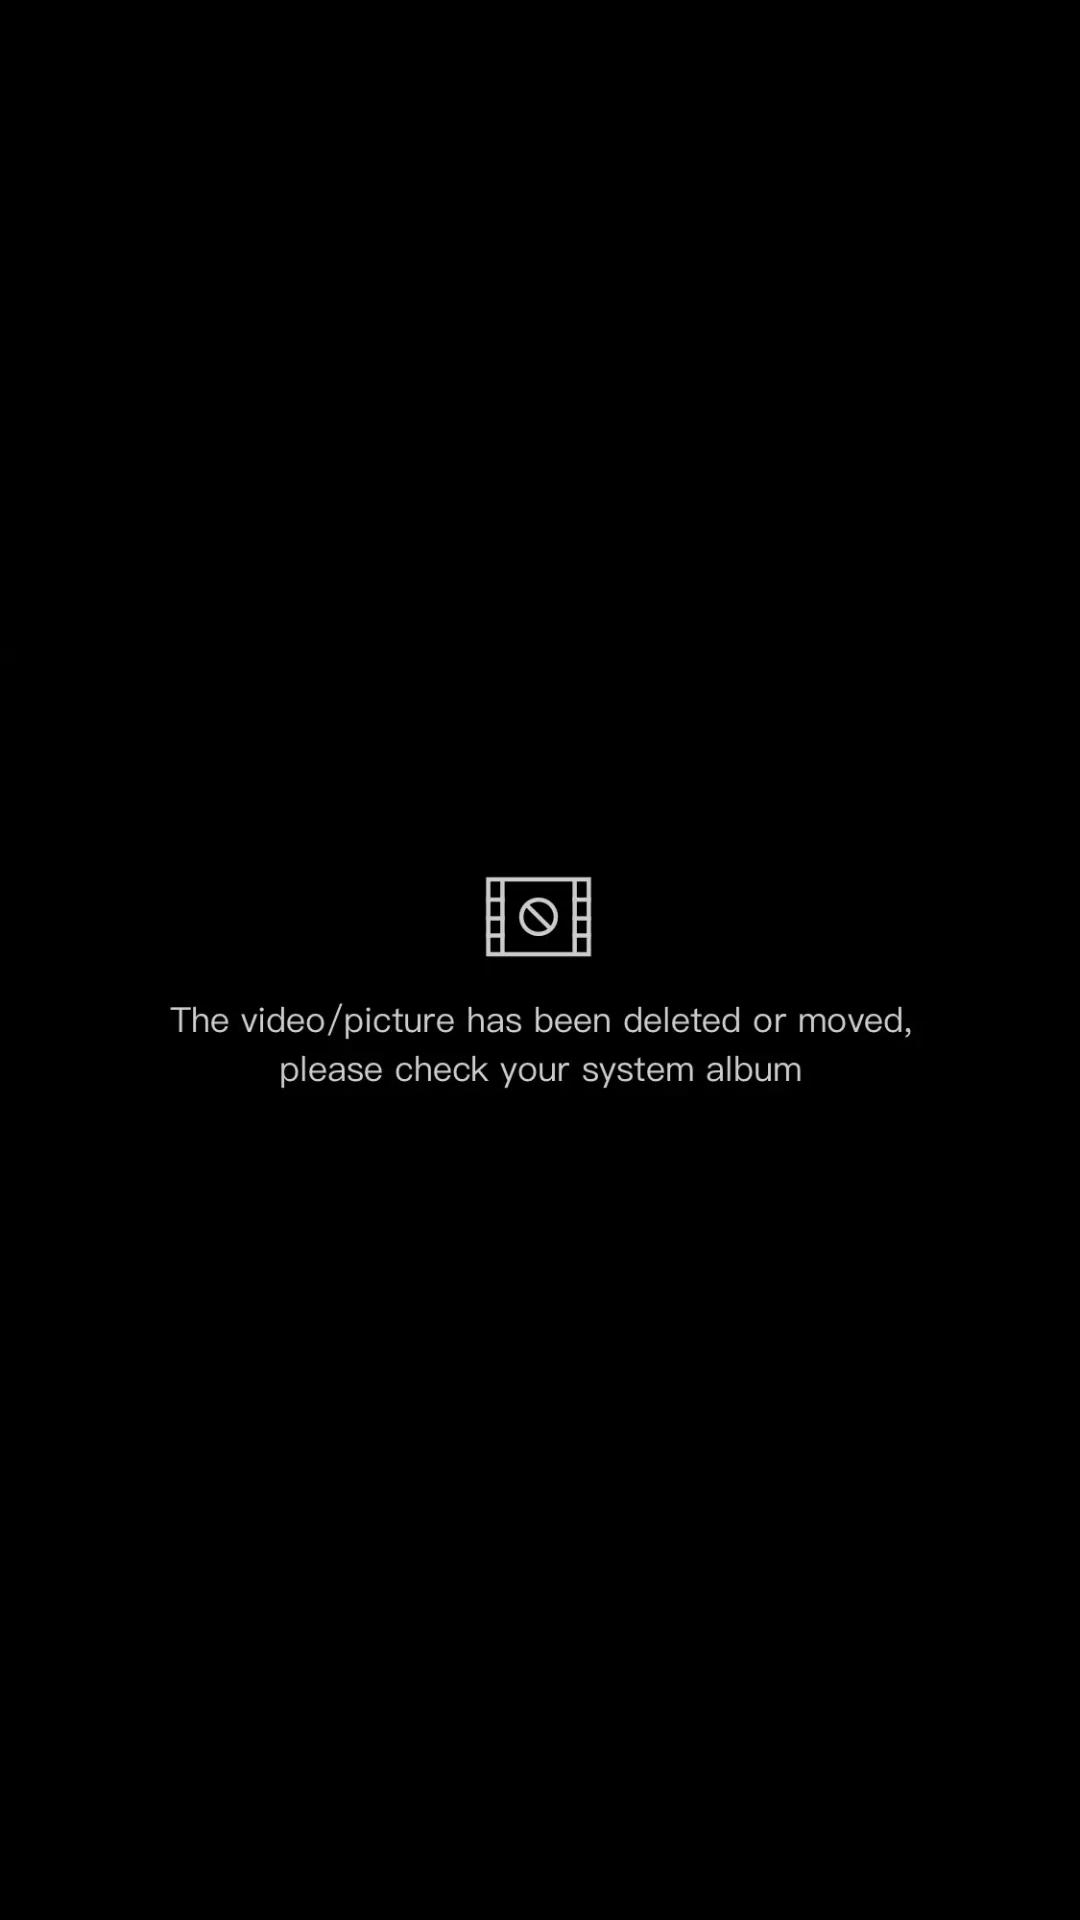 The video/picture has been deleted or moved,
please check your system album